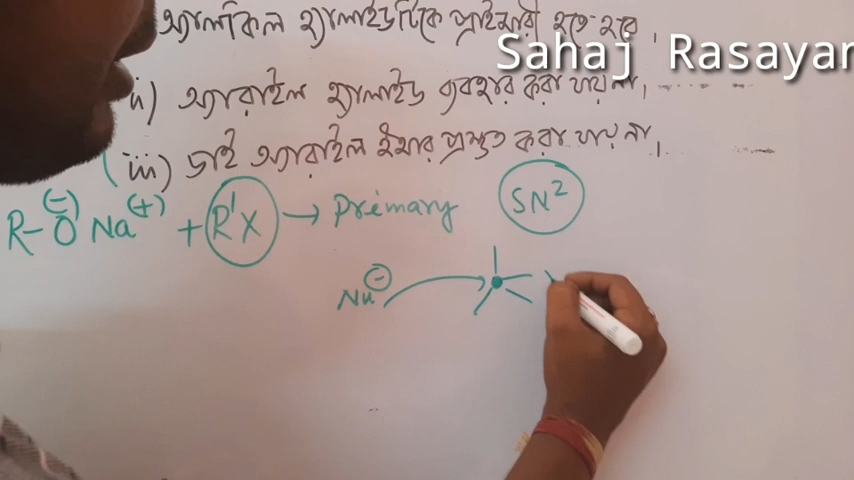 অ্যালকিল হ্যালাইডটিকে প্রাইমারী হতে হবে।
Sahaj Rasayan
ii) অ্যারাইল হ্যালাইড ব্যবহার করা যায় না।
iii) ডাই অ্যারাইল ইথার প্রস্তুত করা যায় না।
R-O(-) Na(+) + R'X → Primary SN²
Nu⊖